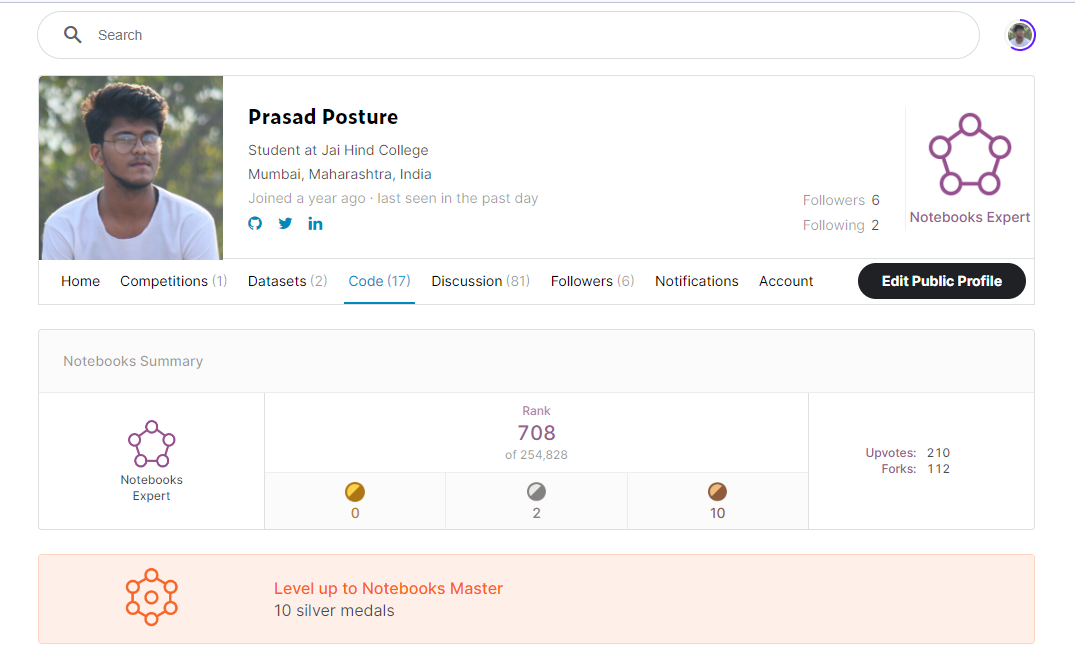 Search
Prasad Posture
Student at Jai Hind College
Mumbai, Maharashtra, India
Joined a year ago · last seen in the past day
Followers 6
Following 2
Notebooks Expert
Home Competitions (1) Datasets (2) Code (17) Discussion (81) Followers (6) Notifications Account Edit Public Profile
Notebooks Summary
Notebooks
Expert
Rank
708
of 254,828
0 2 10
Upvotes: 210
Forks: 112
Level up to Notebooks Master
10 silver medals